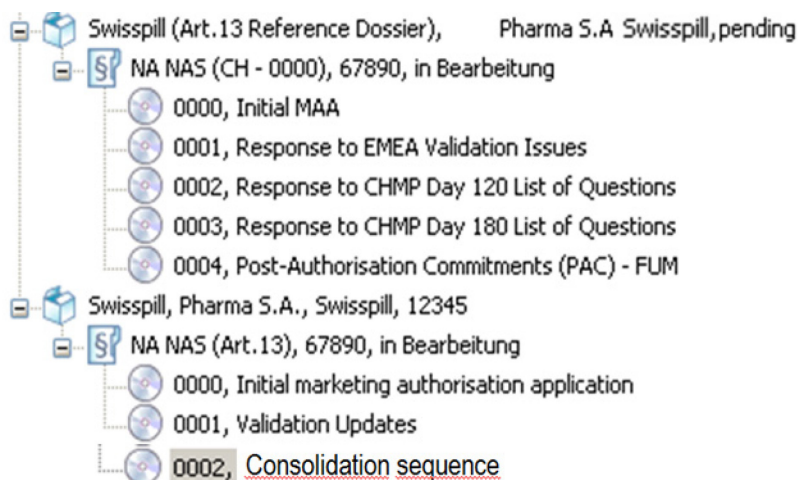 Swisspill (Art.13 Reference Dossier), Pharma S.A Swisspill, pending
NA NAS (CH - 0000), 67890, in Bearbeitung
0000, Initial MAA
0001, Response to EMEA Validation Issues
0002, Response to CHMP Day 120 List of Questions
0003, Response to CHMP Day 180 List of Questions
0004, Post-Authorisation Commitments (PAC) - FUM
Swisspill, Pharma S.A., Swisspill, 12345
NA NAS (Art.13), 67890, in Bearbeitung
0000, Initial marketing authorisation application
0001, Validation Updates
0002, Consolidation sequence